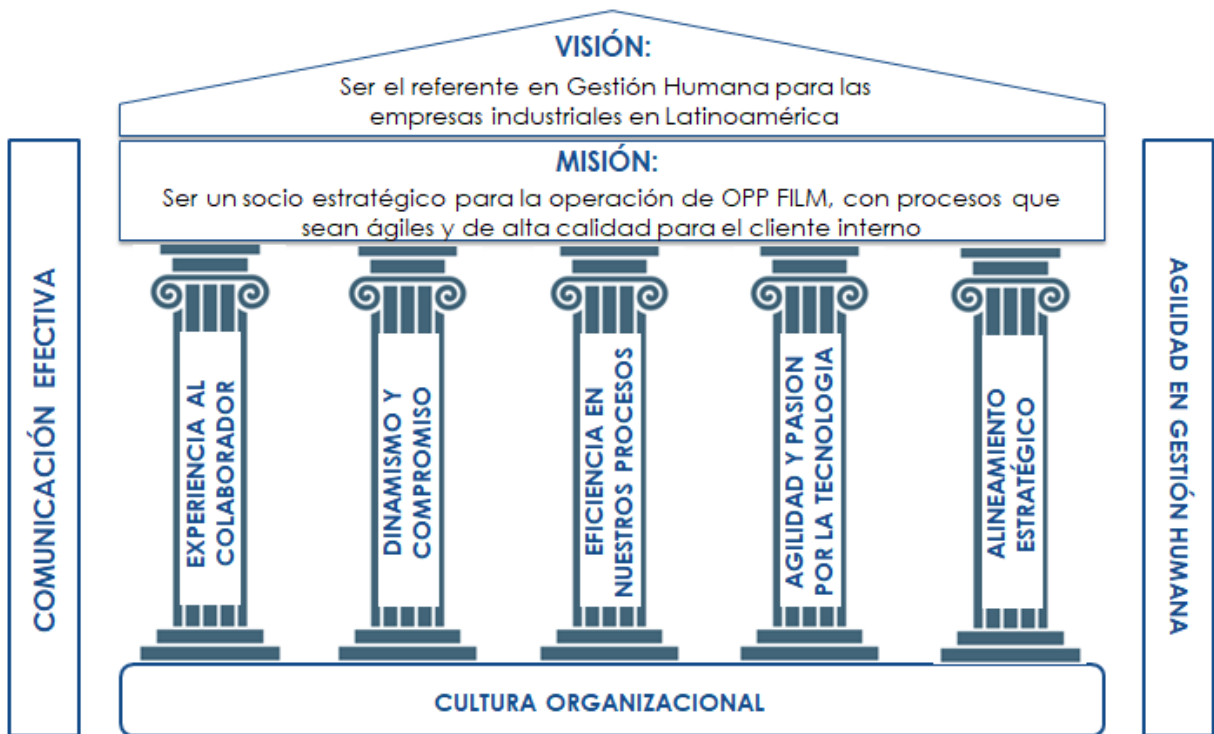 VISIÓN:
Ser el referente en Gestión Humana para las
empresas industriales en Latinoamérica
MISIÓN:
Ser un socio estratégico para la operación de OPP FILM, con procesos que
sean ágiles y de alta calidad para el cliente interno
COMUNICACIÓN EFECTIVA
EXPERIENCIA AL
COLABORADOR
DINAMISMO Y
COMPROMISO
EFICIENCIA EN
NUESTROS PROCESOS
AGILIDAD Y PASION
POR LA TECNOLOGIA
ALINEAMIENTO
ESTRATÉGICO
AGILIDAD EN GESTIÓN HUMANA
CULTURA ORGANIZACIONAL